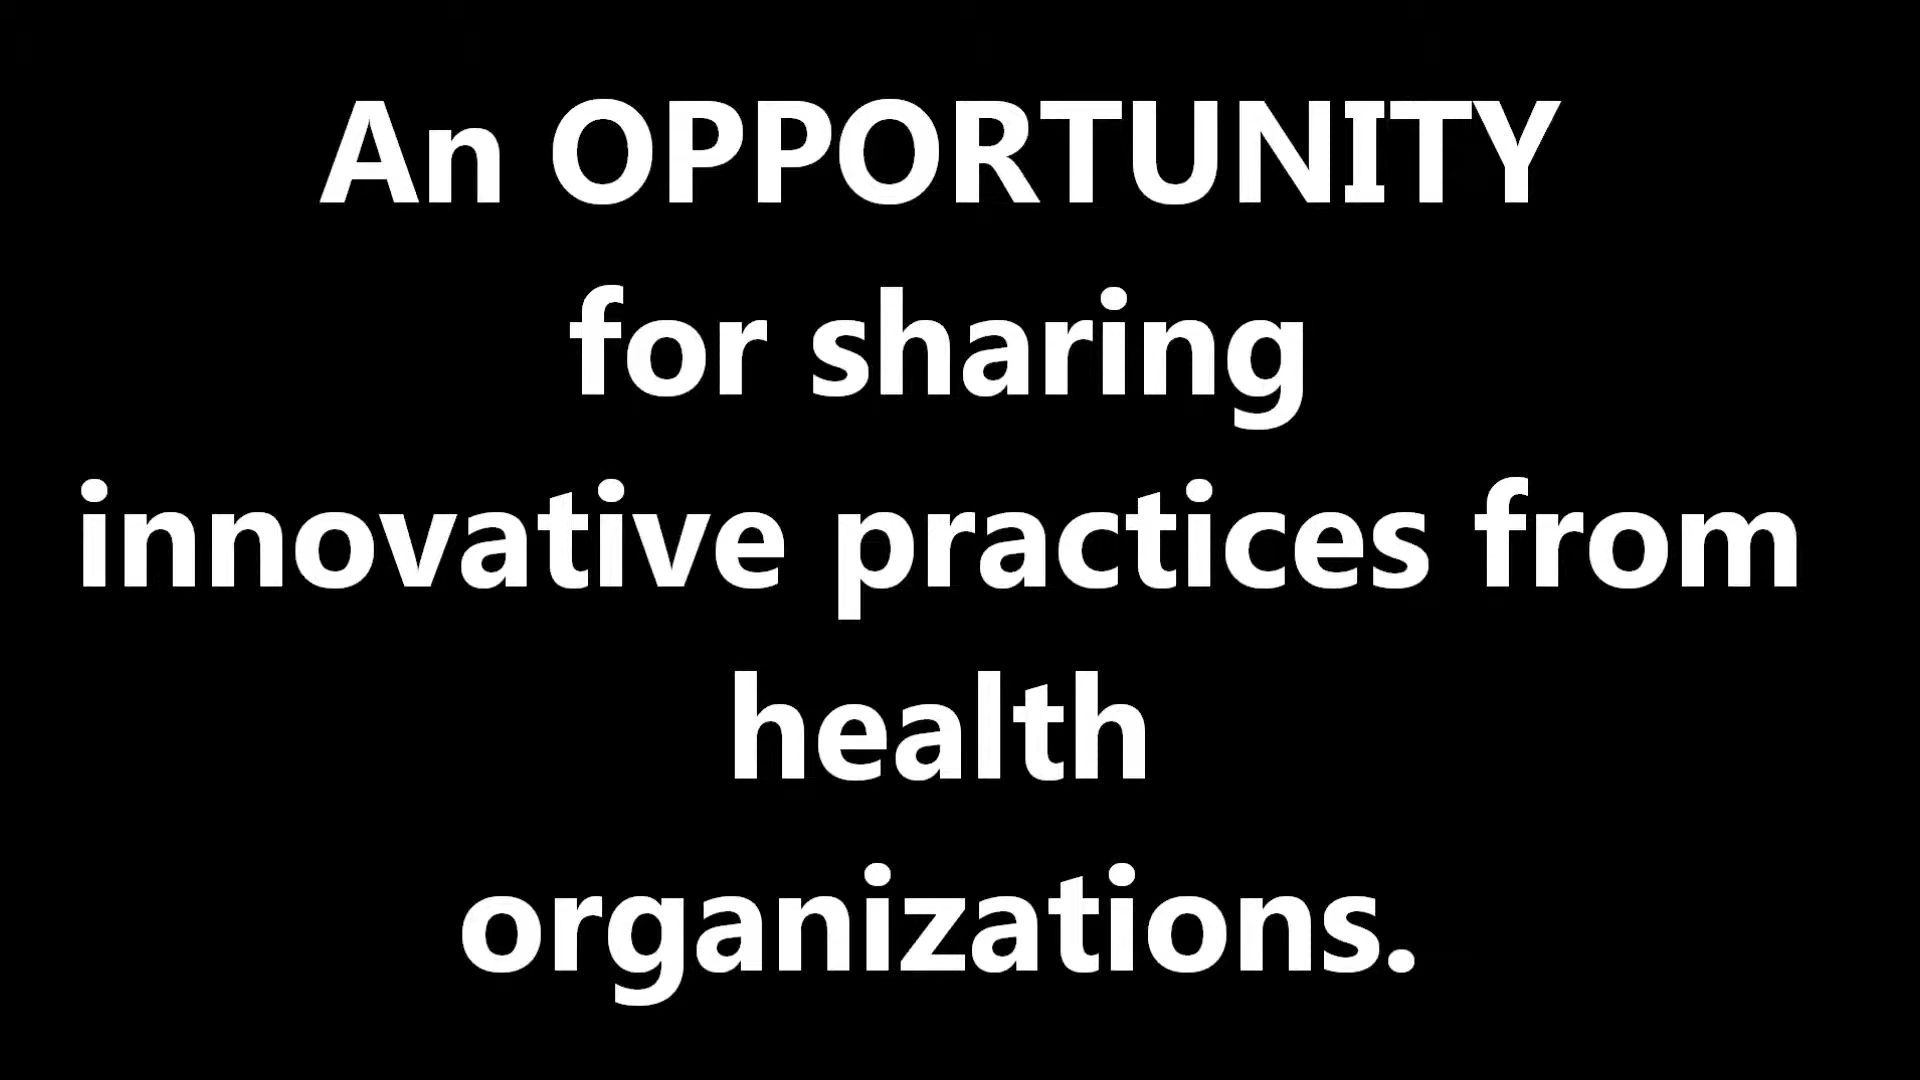 An OPPORTUNITY
for sharing
innovative practices from
health
organizations.